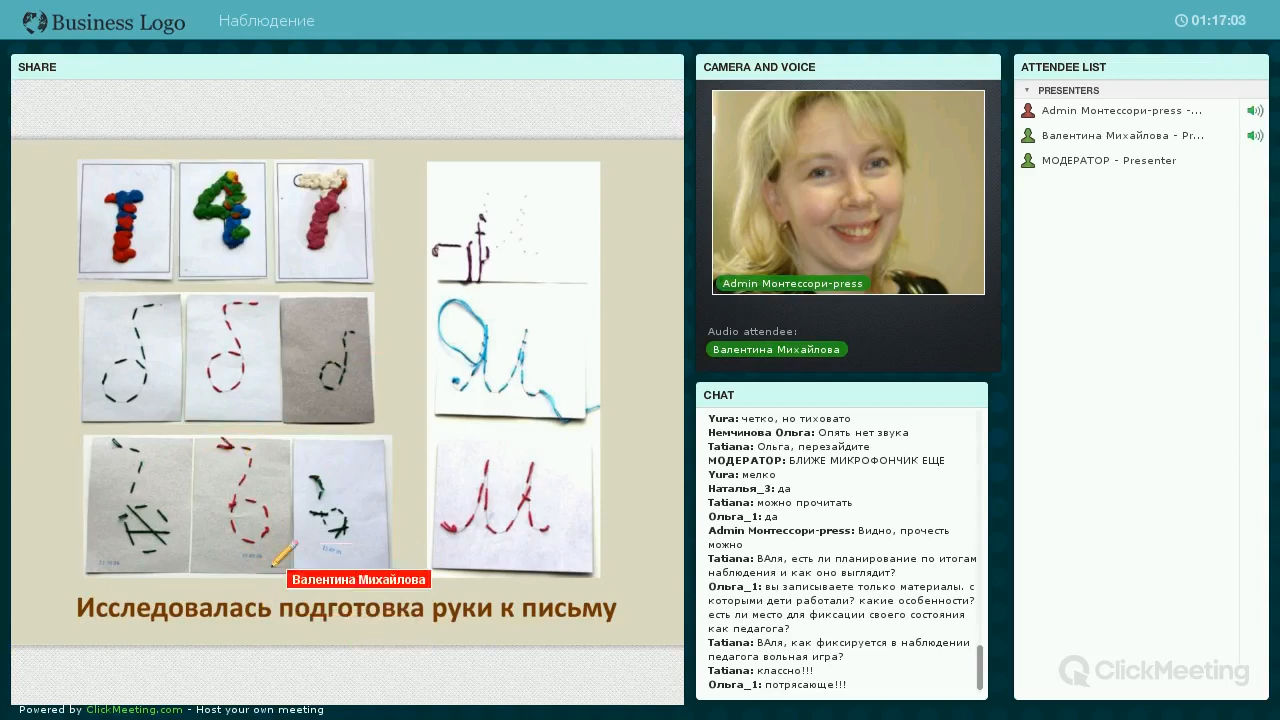 Business Logo
Наблюдение
01:17:03
SHARE
Валентина Михайлова
Исследовалась подготовка руки к письму
Powered by ClickMeeting.com - Host your own meeting
CAMERA AND VOICE
Admin Монтессори-press
Audio attendee:
Валентина Михайлова
CHAT
Yura: четко, но тиховато
Немчинова Ольга: Опять нет звука
Tatiana: Ольга, перезайдите
МОДЕРАТОР: БЛИЖЕ МИКРОФОНЧИК ЕЩЕ
Yura: мелко
Наталья_3: да
Tatiana: можно прочитать
Ольга_1: да
Admin Монтессори-press: Видно, прочесть
можно
Tatiana: ВАля, есть ли планирование по итогам
наблюдения и как оно выглядит?
Ольга_1: вы записываете только материалы. с
которыми дети работали? какие особенности?
есть ли место для фиксации своего состояния
как педагога?
Tatiana: ВАля, как фиксируется в наблюдении
педагога вольная игра?
Tatiana: классно!!!
Ольга_1: потрясающе!!!
ATTENDEE LIST
PRESENTERS
Admin Монтессори-press -...
Валентина Михайлова - Pr...
МОДЕРАТОР - Presenter
ClickMeeting